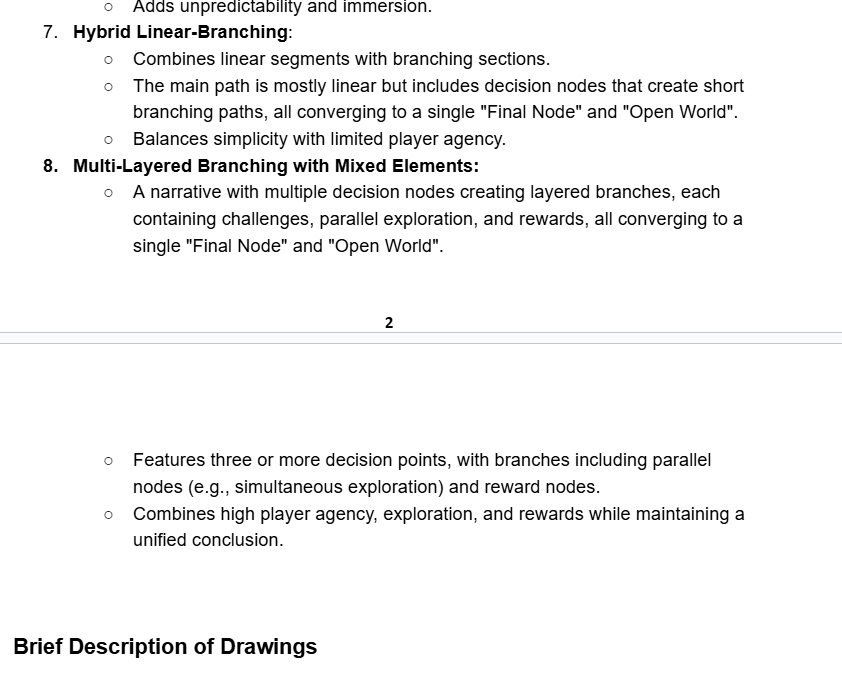 ○ Adds unpredictability and immersion.
7. Hybrid Linear-Branching:
○ Combines linear segments with branching sections.
○ The main path is mostly linear but includes decision nodes that create short
branching paths, all converging to a single "Final Node" and "Open World".
○ Balances simplicity with limited player agency.
8. Multi-Layered Branching with Mixed Elements:
○ A narrative with multiple decision nodes creating layered branches, each
containing challenges, parallel exploration, and rewards, all converging to a
single "Final Node" and "Open World".
2
○ Features three or more decision points, with branches including parallel
nodes (e.g., simultaneous exploration) and reward nodes.
○ Combines high player agency, exploration, and rewards while maintaining a
unified conclusion.
Brief Description of Drawings